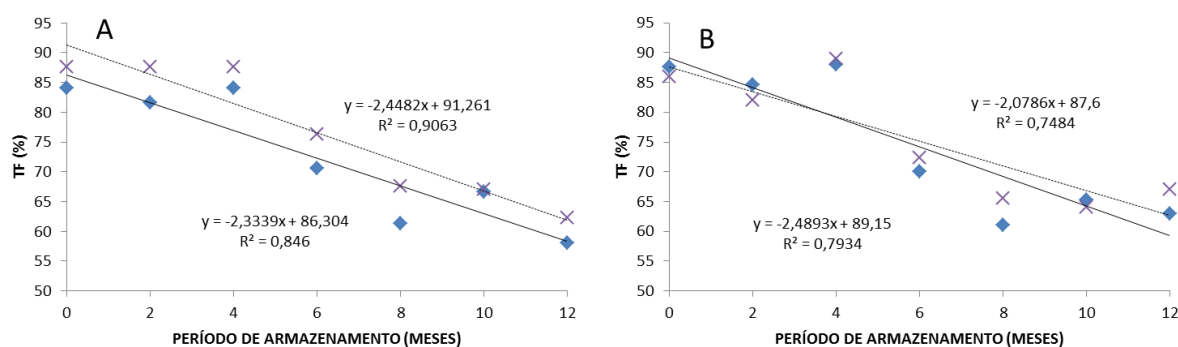 A
95
90
85
80
75
70
65
60
55
50
TF (%)
y = -2,4482x + 91,261
R² = 0,9063
y = -2,3339x + 86,304
R² = 0,846
0 2 4 6 8 10 12
PERÍODO DE ARMAZENAMENTO (MESES)
B
95
90
85
80
75
70
65
60
55
50
TF (%)
y = -2,0786x + 87,6
R² = 0,7484
y = -2,4893x + 89,15
R² = 0,7934
0 2 4 6 8 10 12
PERÍODO DE ARMAZENAMENTO (MESES)